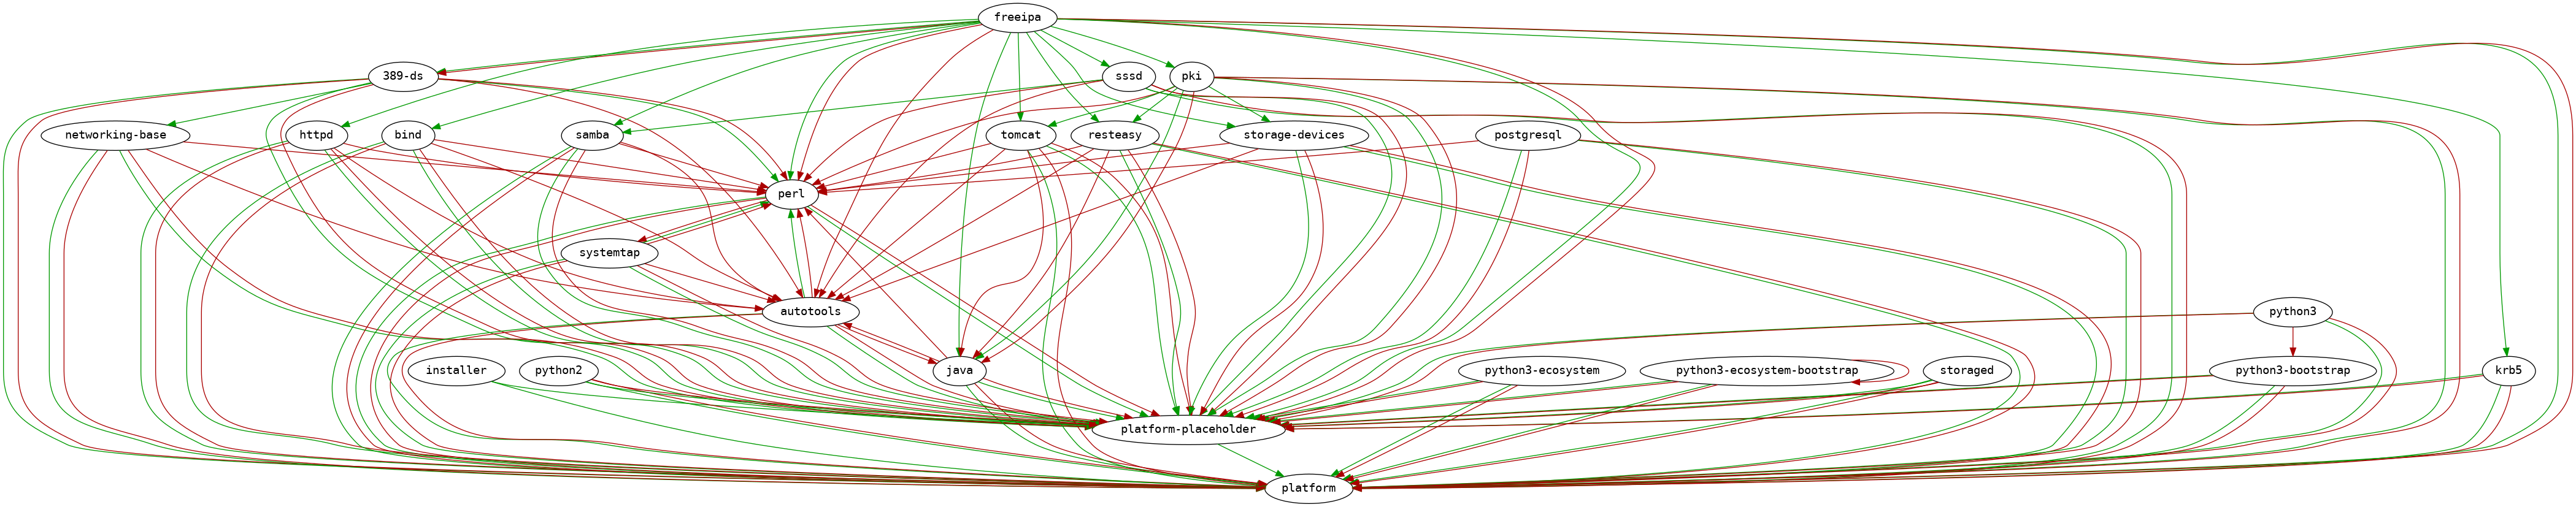 freeipa
389-ds
sssd
pki
networking-base
httpd
bind
samba
tomcat
resteasy
storage-devices
postgresql
perl
systemtap
autotools
python3
installer
python2
java
python3-ecosystem
python3-ecosystem-bootstrap
storaged
python3-bootstrap
krb5
platform-placeholder
platform